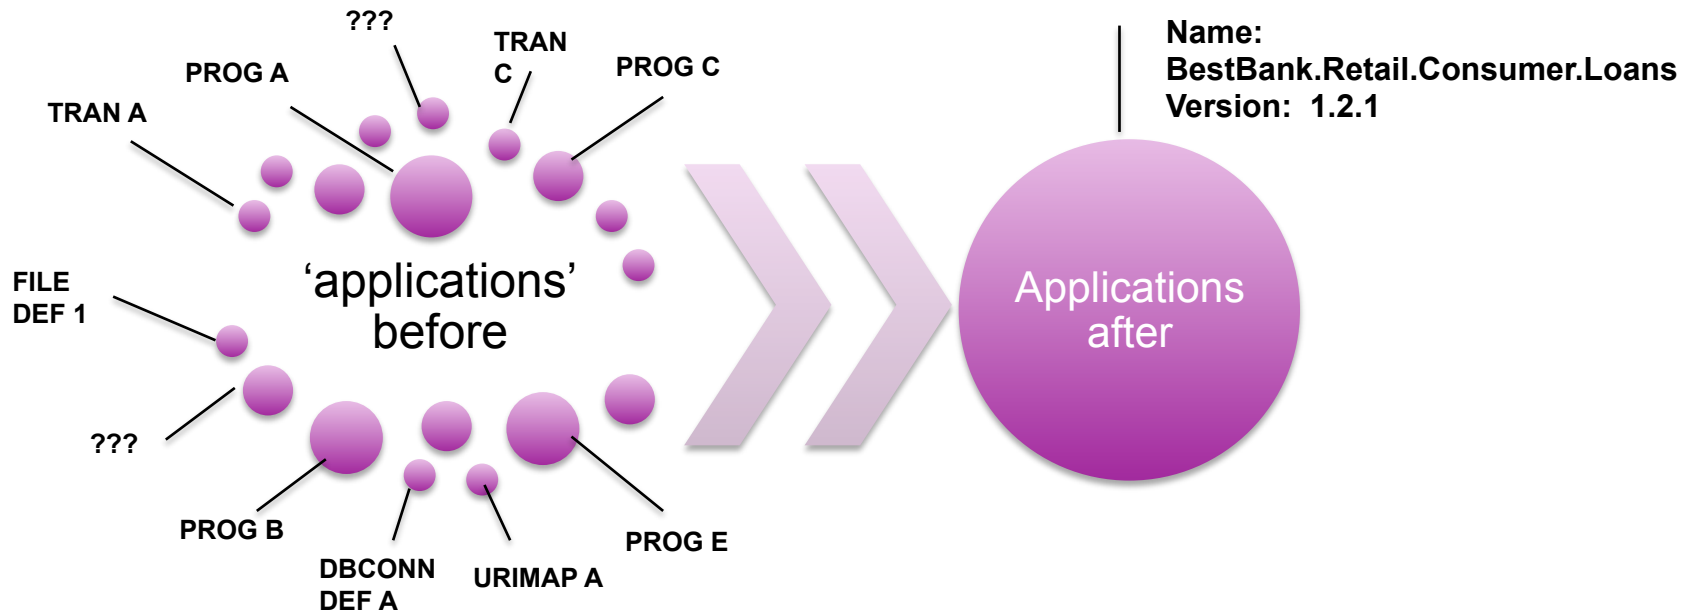 ???
TRAN
C
PROG A
PROG C
TRAN A
‘applications’
before
FILE
DEF 1
???
PROG B
DBCONN
DEF A
URIMAP A
PROG E
Name:
BestBank.Retail.Consumer.Loans
Version:  1.2.1
Applications
after